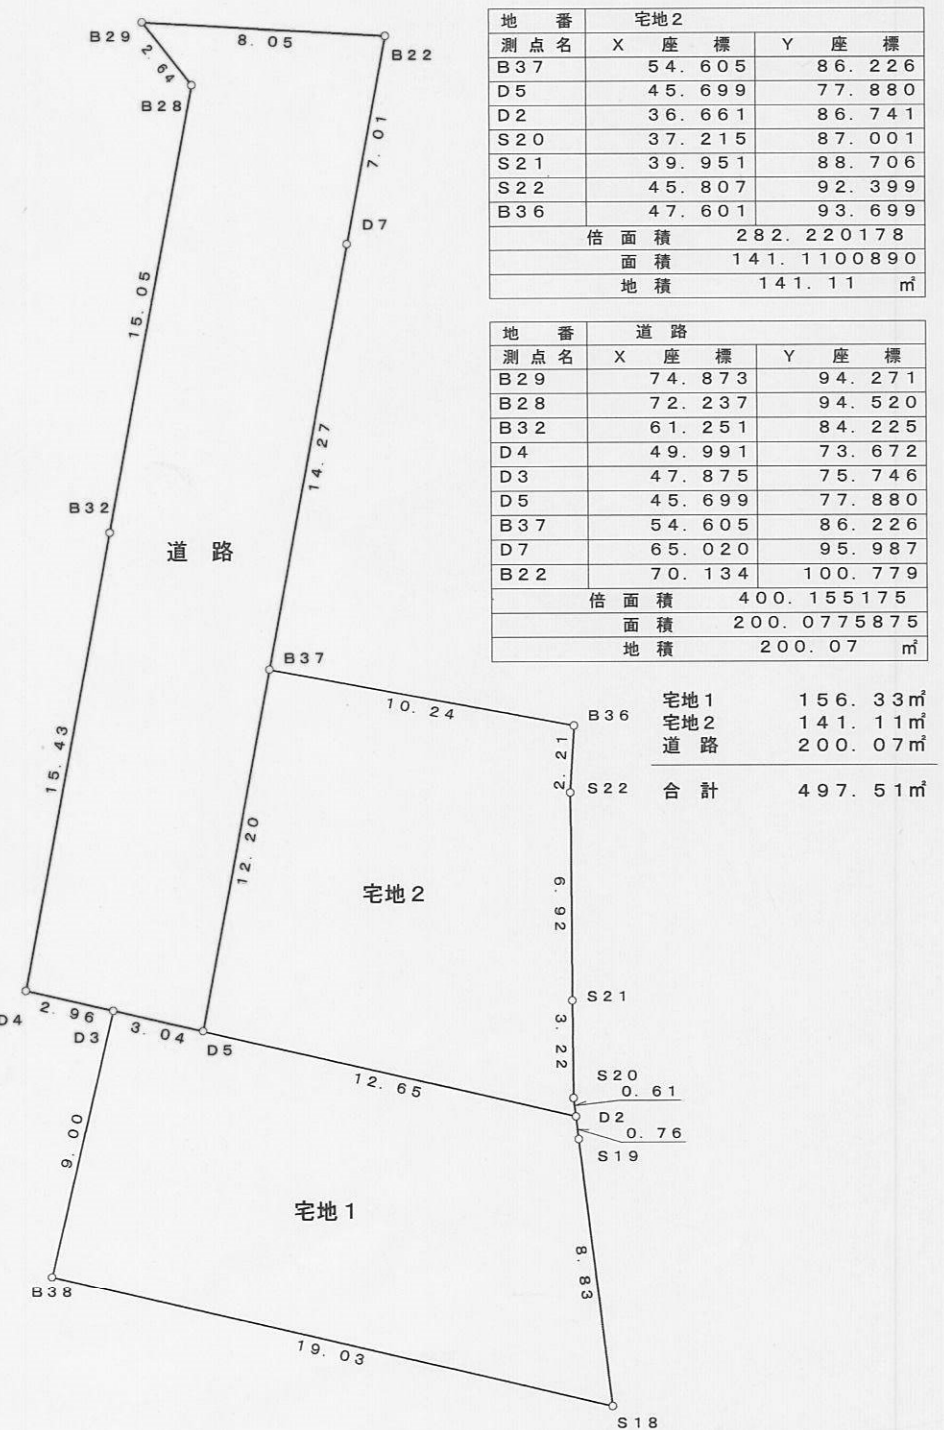 地 番 宅地2
測点名 X 座 標 Y 座 標
B37 54.605 86.226
D5 45.699 77.880
D2 36.661 86.741
S20 37.215 87.001
S21 39.951 88.706
S22 45.807 92.399
B36 47.601 93.699
倍面積 282.220178
面積 141.1100890
地積 141.11 ㎡
地 番 道路
測点名 X 座 標 Y 座 標
B29 74.873 94.271
B28 72.237 94.520
B32 61.251 84.225
D4 49.991 73.672
D3 47.875 75.746
D5 45.699 77.880
B37 54.605 86.226
D7 65.020 95.987
B22 70.134 100.779
倍面積 400.155175
面積 200.0775875
地積 200.07 ㎡
宅地1 156.33㎡
宅地2 141.11㎡
道路 200.07㎡
合計 497.51㎡
B29
8.05
B22
2.64
B28
7.01
D7
15.05
14.27
B32
道路
B37
10.24
B36
2.21
S22
15.43
12.20
宅地2
6.92
D4
2.96
D3
3.04
D5
S21
3.22
12.65
S20
0.61
D2
0.76
S19
9.00
宅地1
8.83
B38
19.03
S18